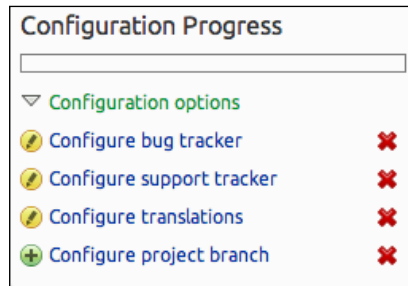 Configuration Progress
Configuration options
Configure bug tracker
Configure support tracker
Configure translations
Configure project branch